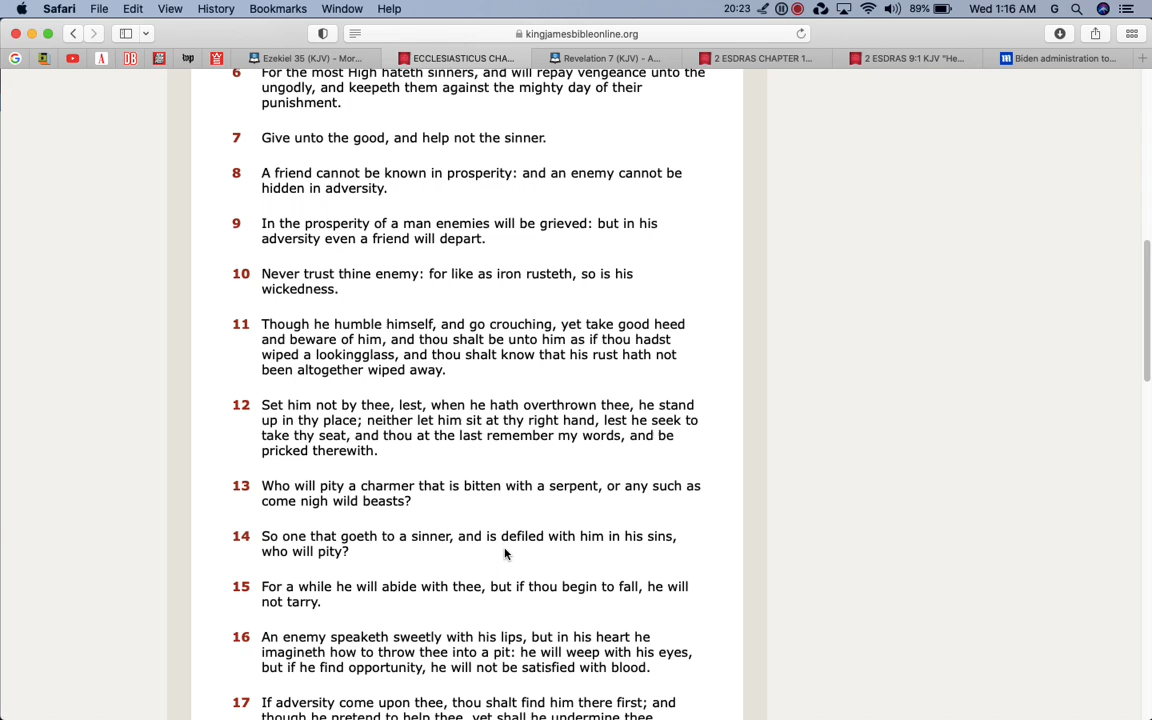 Safari File Edit View History Bookmarks Window Help 20:23 89% Wed 1:16 AM G
kingjamesbibleonline.org
Ezekiel 35 (KJV) - Mor... ECCLESIASTICUS CHA... Revelation 7 (KJV) - A... 2 ESDRAS CHAPTER 1... 2 ESDRAS 9:1 KJV "He... Biden administration to...
6 For the most High hateth sinners, and will repay vengeance unto the
ungodly, and keepeth them against the mighty day of their
punishment.
7 Give unto the good, and help not the sinner.
8 A friend cannot be known in prosperity: and an enemy cannot be
hidden in adversity.
9 In the prosperity of a man enemies will be grieved: but in his
adversity even a friend will depart.
10 Never trust thine enemy: for like as iron rusteth, so is his
wickedness.
11 Though he humble himself, and go crouching, yet take good heed
and beware of him, and thou shalt be unto him as if thou hadst
wiped a lookingglass, and thou shalt know that his rust hath not
been altogether wiped away.
12 Set him not by thee, lest, when he hath overthrown thee, he stand
up in thy place; neither let him sit at thy right hand, lest he seek to
take thy seat, and thou at the last remember my words, and be
pricked therewith.
13 Who will pity a charmer that is bitten with a serpent, or any such as
come nigh wild beasts?
14 So one that goeth to a sinner, and is defiled with him in his sins,
who will pity?
15 For a while he will abide with thee, but if thou begin to fall, he will
not tarry.
16 An enemy speaketh sweetly with his lips, but in his heart he
imagineth how to throw thee into a pit: he will weep with his eyes,
but if he find opportunity, he will not be satisfied with blood.
17 If adversity come upon thee, thou shalt find him there first; and
though he pretend to help thee, yet shall he undermine thee.